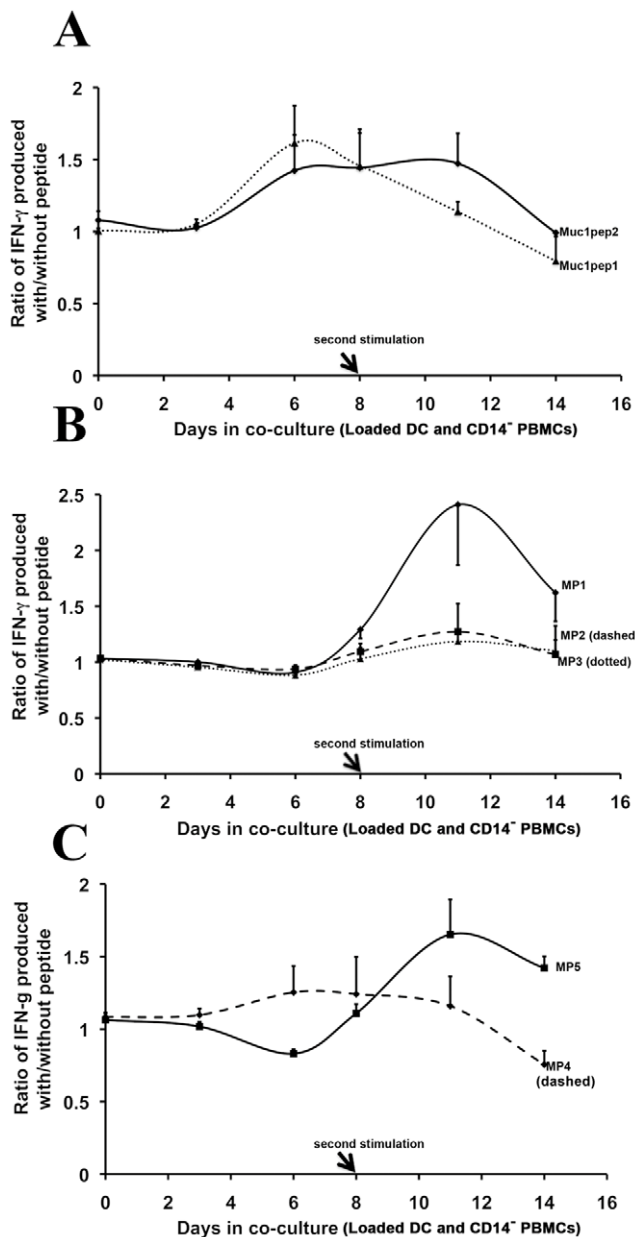 A
Ratio of IFN-γ produced
with/without peptide
2
1.5
1
0.5
0
Muc1pep2
Muc1pep1
second stimulation
0 2 4 6 8 10 12 14 16
Days in co-culture (Loaded DC and CD14⁻ PBMCs)
B
Ratio of IFN-γ produced
with/without peptide
2.5
2
1.5
1
0.5
0
MP1
MP2 (dashed
MP3 (dotted)
second stimulation
0 2 4 6 8 10 12 14 16
Days in co-culture (Loaded DC and CD14⁻ PBMCs)
C
Ratio of IFN-g produced
with/without peptide
2
1.5
1
0.5
0
MP5
MP4
(dashed)
second stimulation
0 2 4 6 8 10 12 14 16
Days in co-culture (Loaded DC and CD14⁻ PBMCs)